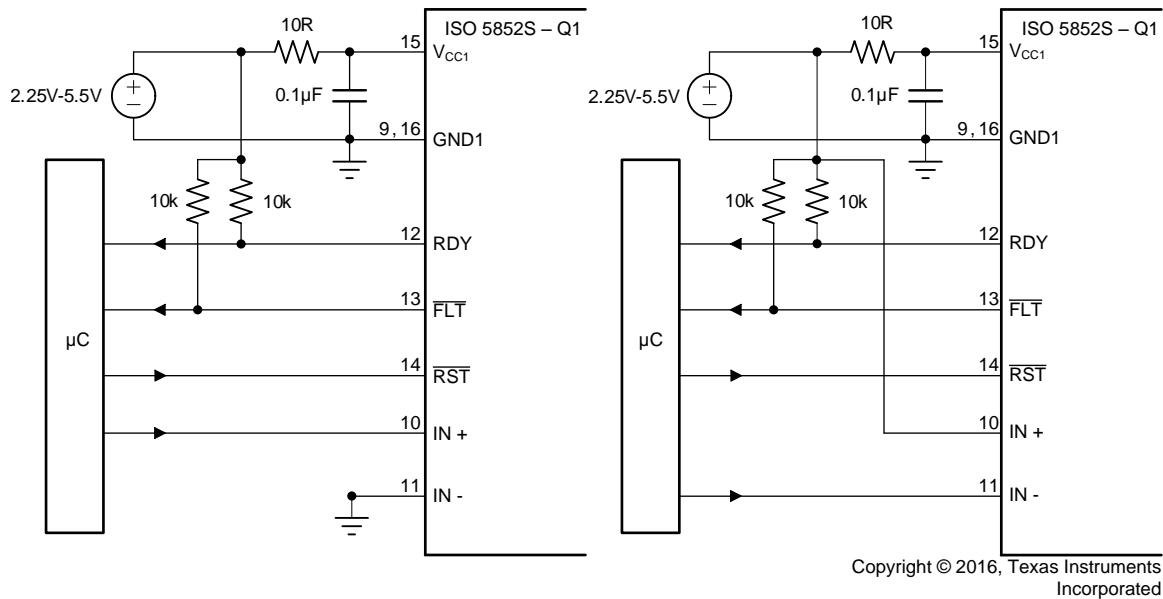 10R
ISO 5852S – Q1
15
VCC1
2.25V-5.5V
0.1µF
9, 16
GND1
10k
10k
12
RDY
13
FLT
µC
14
RST
10
IN +
11
IN -
10R
ISO 5852S – Q1
15
VCC1
2.25V-5.5V
0.1µF
9, 16
GND1
10k
10k
12
RDY
13
FLT
µC
14
RST
10
IN +
11
IN -
Copyright © 2016, Texas Instruments
Incorporated